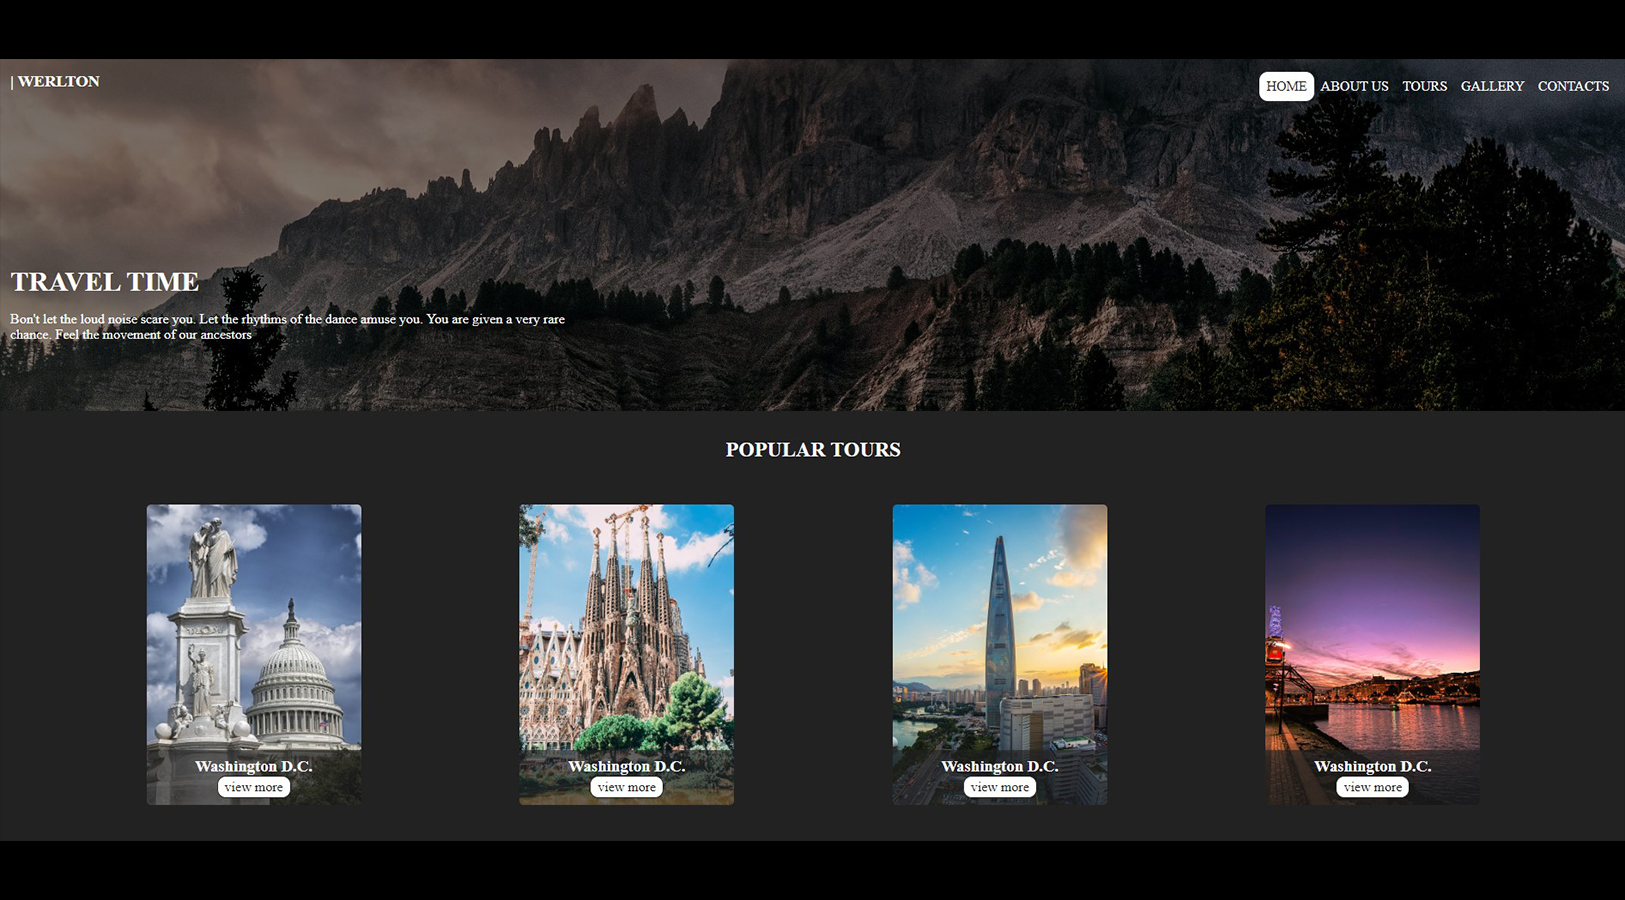 | WERLTON
HOME ABOUT US TOURS GALLERY CONTACTS
TRAVEL TIME
Bon't let the loud noise scare you. Let the rhythms of the dance amuse you. You are given a very rare
chance. Feel the movement of our ancestors
POPULAR TOURS
Washington D.C.
view more
Washington D.C.
view more
Washington D.C.
view more
Washington D.C.
view more